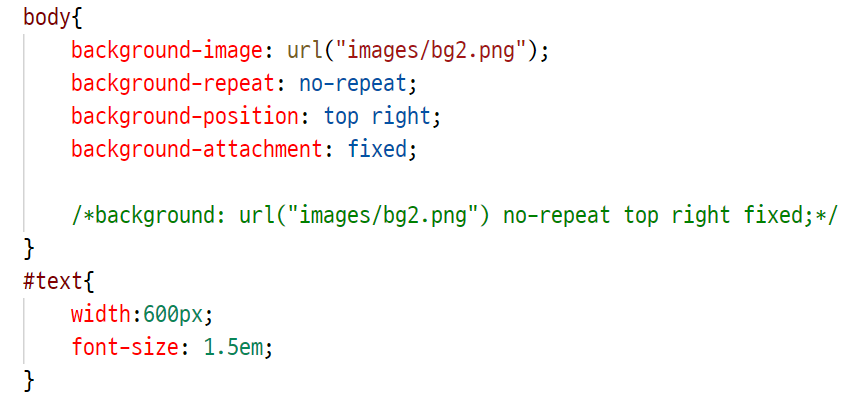 body{
background-image: url("images/bg2.png");
background-repeat: no-repeat;
background-position: top right;
background-attachment: fixed;
/*background: url("images/bg2.png") no-repeat top right fixed;*/
}
#text{
width:600px;
font-size: 1.5em;
}